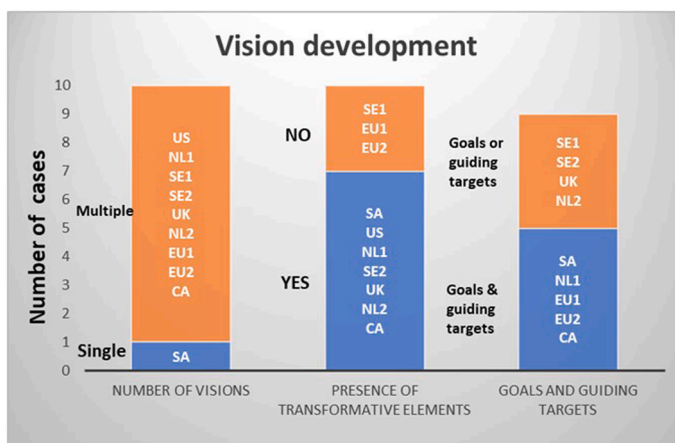 Vision development
Number of cases
10
9
8
7
6
5
4
3
2
1
0
Multiple
Single
US
NL1
SE1
SE2
UK
NL2
EU1
EU2
CA
SA
NUMBER OF VISIONS
NO
YES
SE1
EU1
EU2
SA
US
NL1
SE2
UK
NL2
CA
PRESENCE OF
TRANSFORMATIVE ELEMENTS
Goals or
guiding
targets
Goals &
guiding
targets
SE1
SE2
UK
NL2
SA
NL1
EU1
EU2
CA
GOALS AND GUIDING
TARGETS